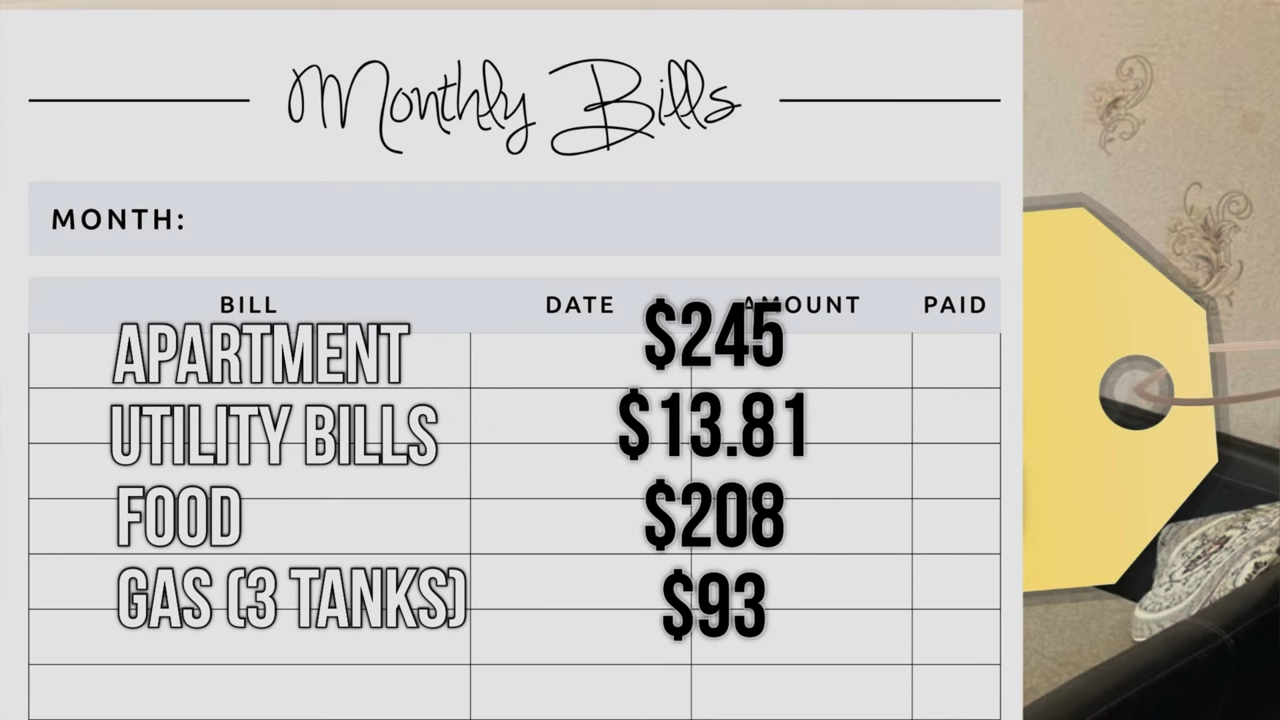 Monthly Bills
MONTH:
BILL DATE AMOUNT PAID
APARTMENT $245
UTILITY BILLS $13.81
FOOD $208
GAS (3 TANKS) $93